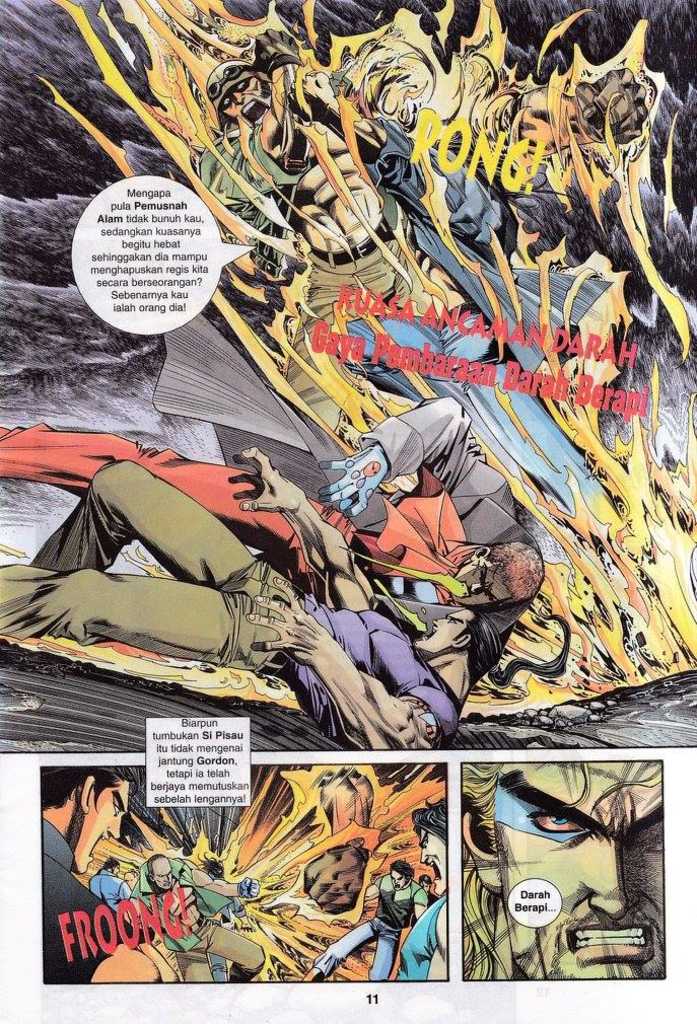 PONG!
Mengapa
pula Pemusnah
Alam tidak bunuh kau,
sedangkan kuasanya
begitu hebat
sehinggakan dia mampu
menghapuskan regis kita
secara berseorangan?
Sebenarnya kau
ialah orang dia!
KUASA ANCAMAN DARAH
Gaya Pembaraan Darah Berapi
Biarpun
tumbukan Si Pisau
itu tidak mengenai
jantung Gordon,
tetapi ia telah
berjaya memutuskan
sebelah lengannya!
FROONG!
Darah
Berapi...
11